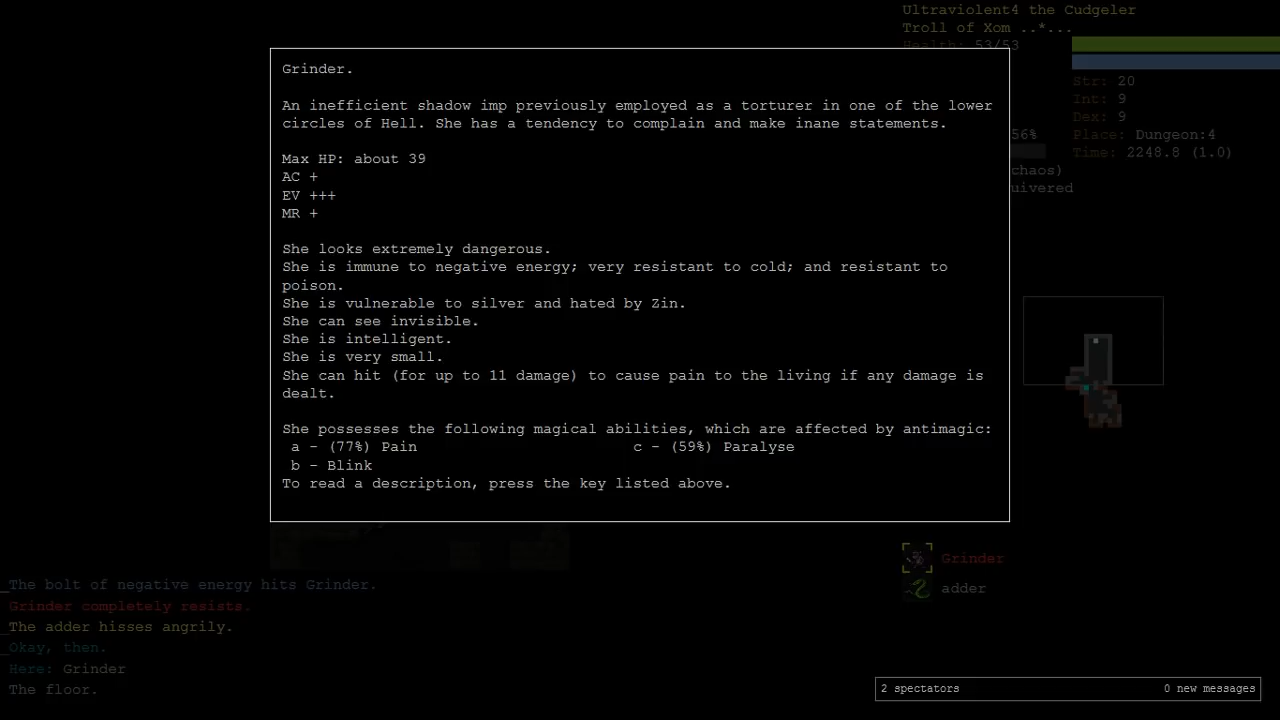 Ultraviolent4 the Cudgeler
Troll of Xom ..*...
Health: 53/53
Grinder.
An inefficient shadow imp previously employed as a torturer in one of the lower
circles of Hell. She has a tendency to complain and make inane statements.
Max HP: about 39
AC +
EV +++
MR +
She looks extremely dangerous.
She is immune to negative energy; very resistant to cold; and resistant to
poison.
She is vulnerable to silver and hated by Zin.
She can see invisible.
She is intelligent.
She is very small.
She can hit (for up to 11 damage) to cause pain to the living if any damage is
dealt.
She possesses the following magical abilities, which are affected by antimagic:
a - (77%) Pain c - (59%) Paralyse
b - Blink
To read a description, press the key listed above.
Str: 20
Int: 9
Dex: 9
56% Place: Dungeon:4
Time: 2248.8 (1.0)
chaos)
uivered
Grinder
adder
_The bolt of negative energy hits Grinder.
Grinder completely resists.
_The adder hisses angrily.
_Okay, then.
Here: Grinder
The floor.
2 spectators 0 new messages